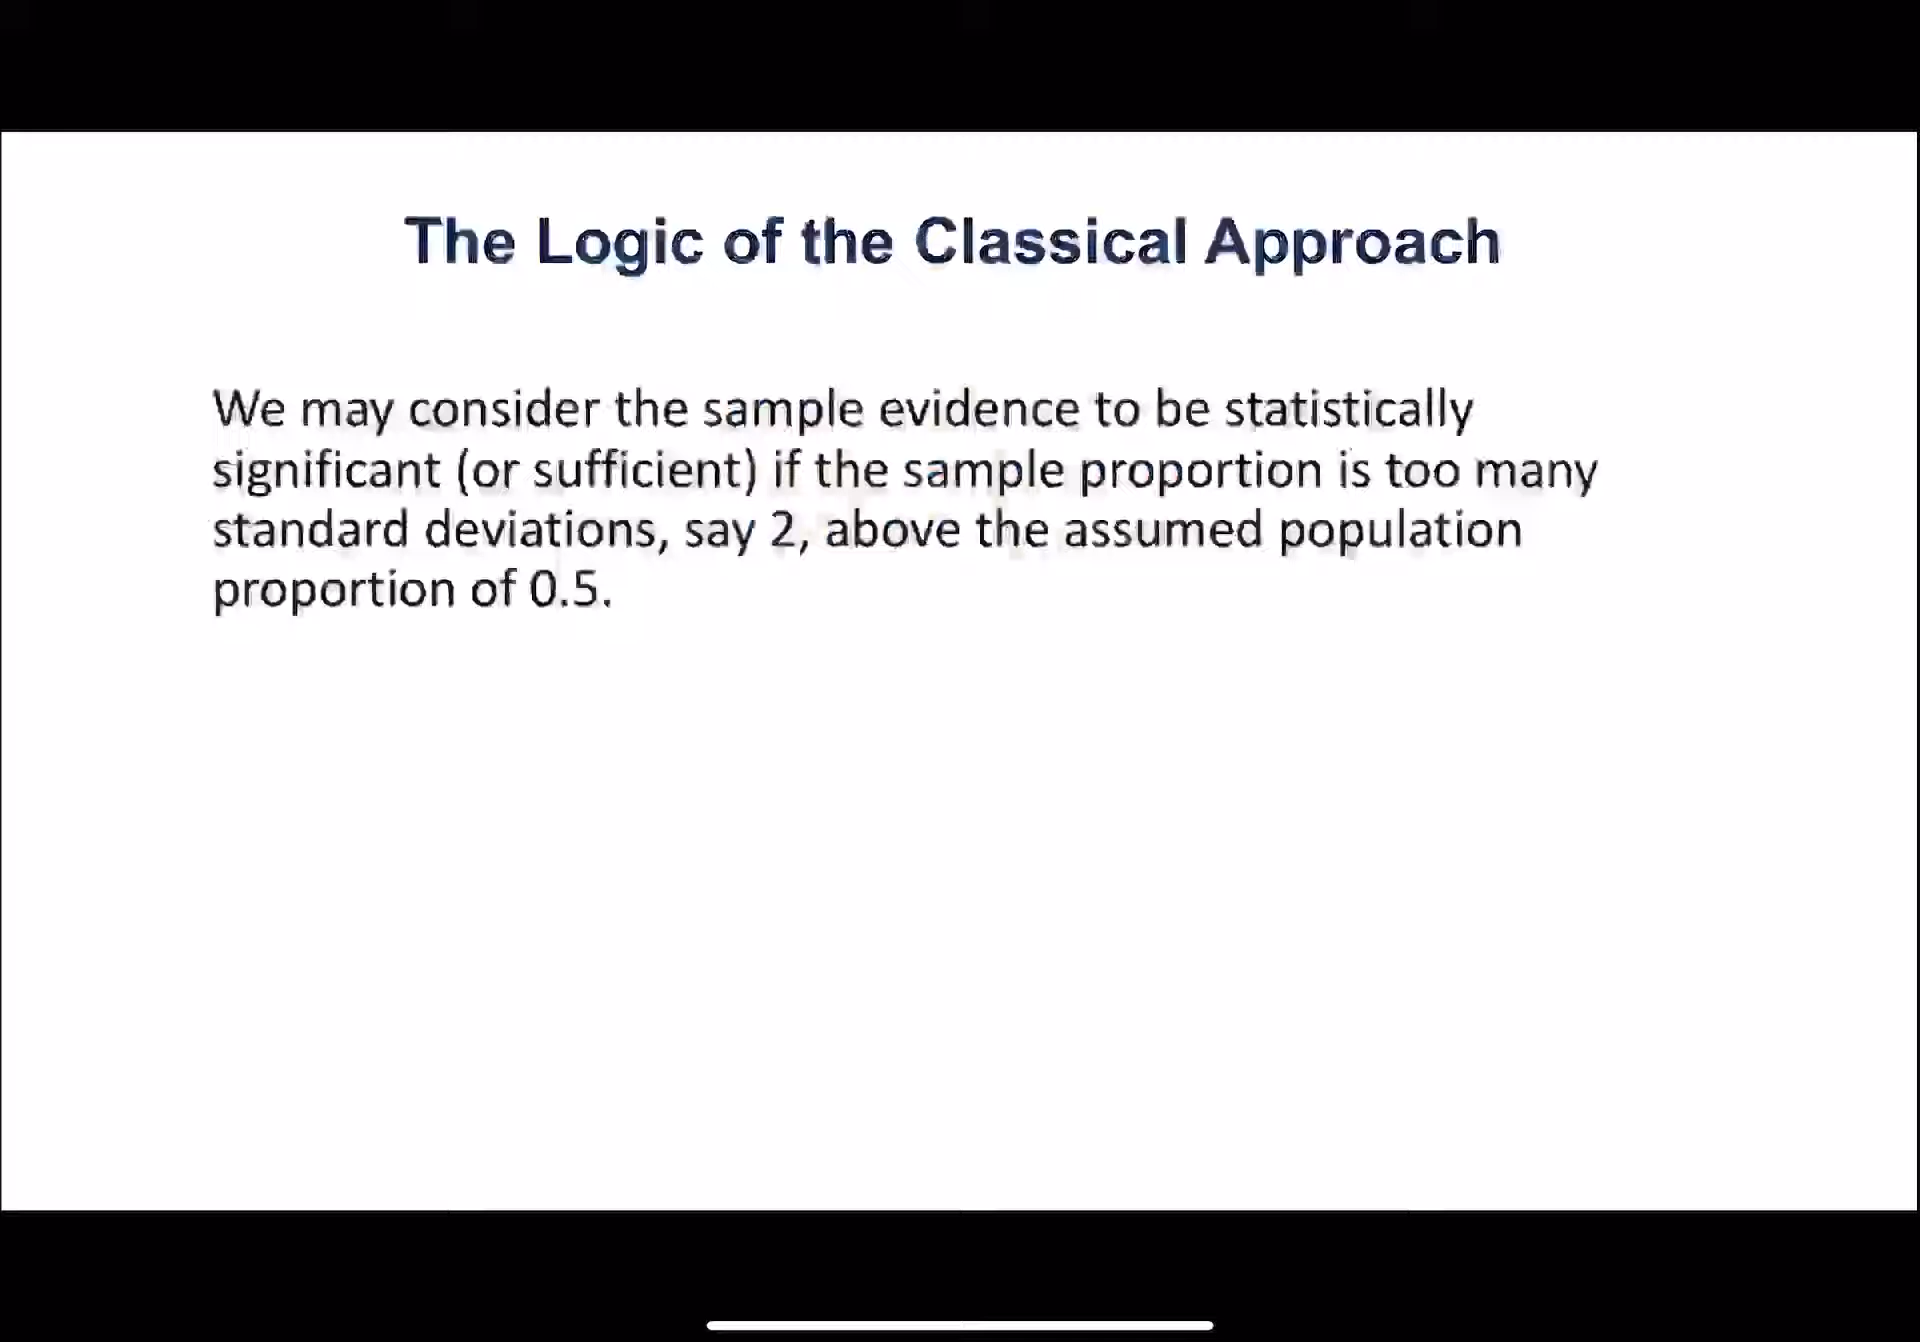 The Logic of the Classical Approach
We may consider the sample evidence to be statistically
significant (or sufficient) if the sample proportion is too many
standard deviations, say 2, above the assumed population
proportion of 0.5.